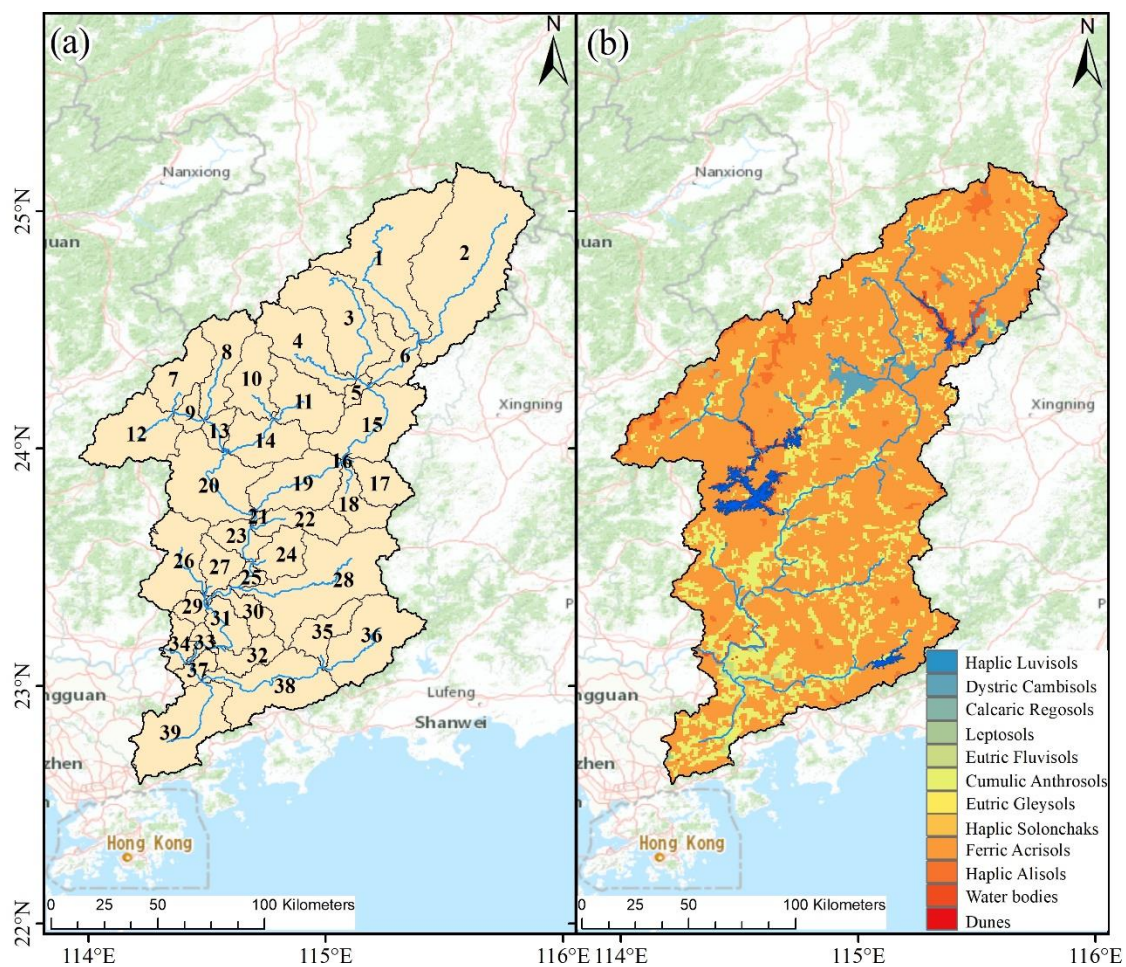 (a)
N
25°N
24°N
23°N
22°N
Nanxiong
guan
Xingning
ngguan
zhen
Lufeng
Shanwei
Hong Kong
1
2
3
4
5
6
7
8
9
10
11
12
13
14
15
16
17
18
19
20
21
22
23
24
25
26
27
28
29
30
31
32
33
34
35
36
37
38
39
0 25 50 100 Kilometers
114°E 115°E 116°E
(b)
N
Nanxiong
guan
Xingning
ngguan
zhen
Hong Kong
Haplic Luvisols
Dystric Cambisols
Calcaric Regosols
Leptosols
Eutric Fluvisols
Cumulic Anthrosols
Eutric Gleysols
Haplic Solonchaks
Ferric Acrisols
Haplic Alisols
Water bodies
Dunes
0 25 50 100 Kilometers
114°E 115°E 116°E